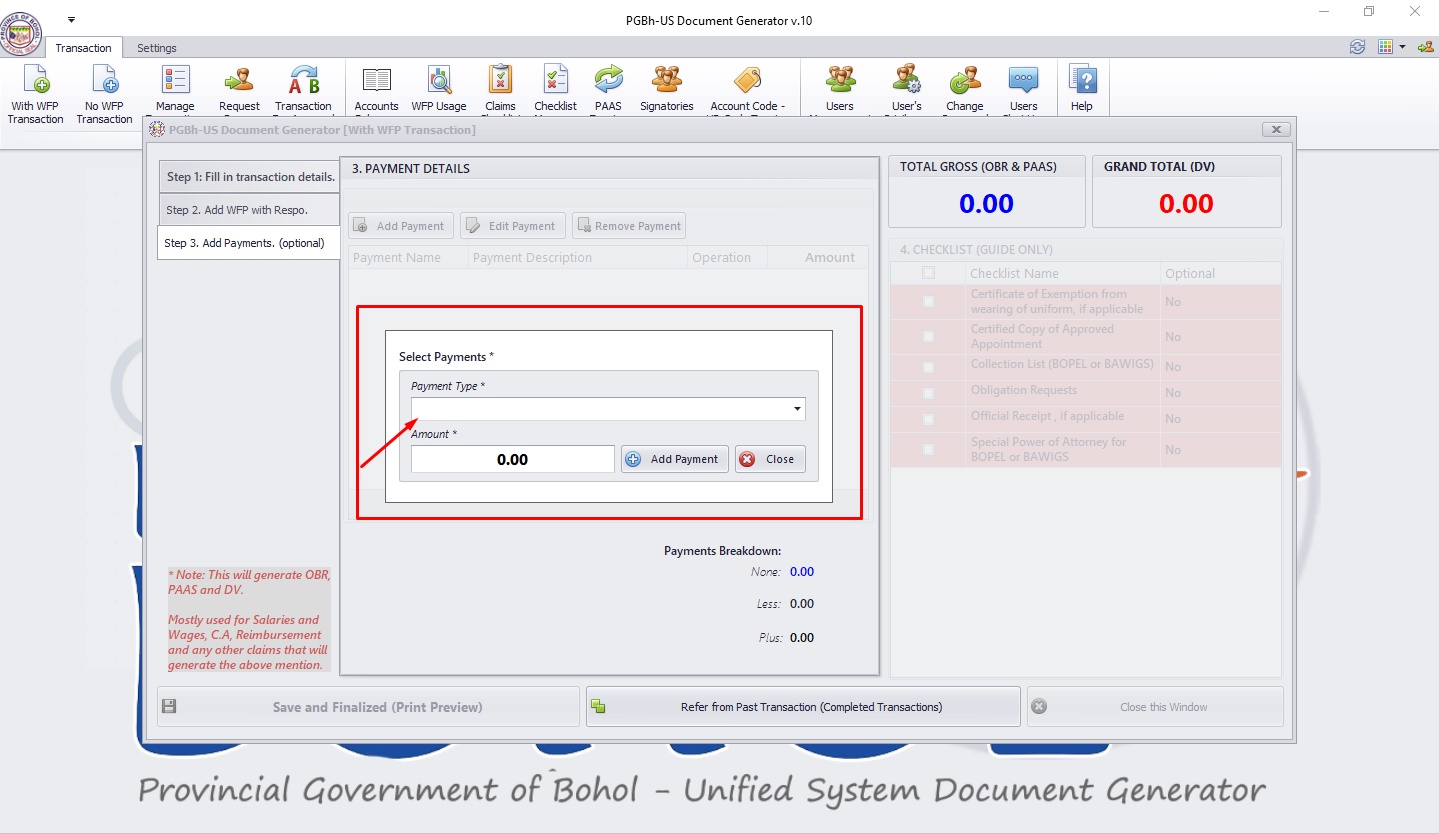 PGBh-US Document Generator v.10
Transaction
Settings
With WFP
Transaction
No WFP
Transaction
Manage
Request
Transaction
Accounts
WFP Usage
Claims
Checklist
PAAS
Signatories
Account Code -
Users
User's
Change
Users
Help
PGBh-US Document Generator [With WFP Transaction]
Step 1: Fill in transaction details.
Step 2. Add WFP with Respo.
Step 3. Add Payments. (optional)
3. PAYMENT DETAILS
Add Payment
Edit Payment
Remove Payment
Payment Name
Payment Description
Operation
Amount
Select Payments *
Payment Type *
Amount *
0.00
Add Payment
Close
Payments Breakdown:
None: 0.00
Less: 0.00
Plus: 0.00
* Note: This will generate OBR,
PAAS and DV.
Mostly used for Salaries and
Wages, C.A, Reimbursement
and any other claims that will
generate the above mention.
TOTAL GROSS (OBR & PAAS)
0.00
GRAND TOTAL (DV)
0.00
4. CHECKLIST (GUIDE ONLY)
Checklist Name
Optional
Certificate of Exemption from
wearing of uniform, if applicable
No
Certified Copy of Approved
Appointment
No
Collection List (BOPEL or BAWIGS)
No
Obligation Requests
No
Official Receipt , if applicable
No
Special Power of Attorney for
BOPEL or BAWIGS
No
Save and Finalized (Print Preview)
Refer from Past Transaction (Completed Transactions)
Close this Window
Provincial Government of Bohol - Unified System Document Generator